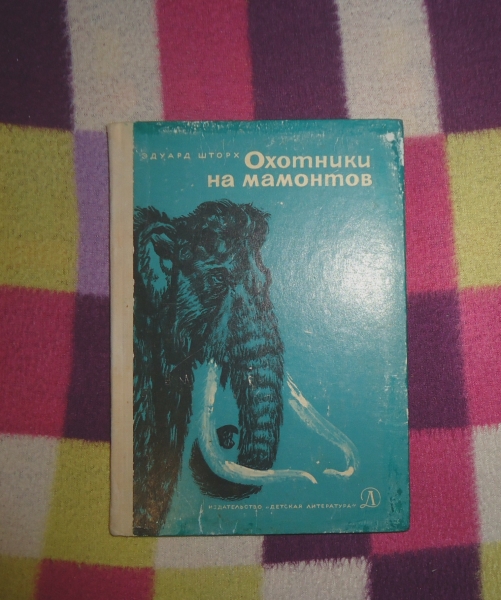 ЭДУАРД ШТОРХ
Охотники
на мамонтов
ИЗДАТЕЛЬСТВО «ДЕТСКАЯ ЛИТЕРАТУРА»
Д